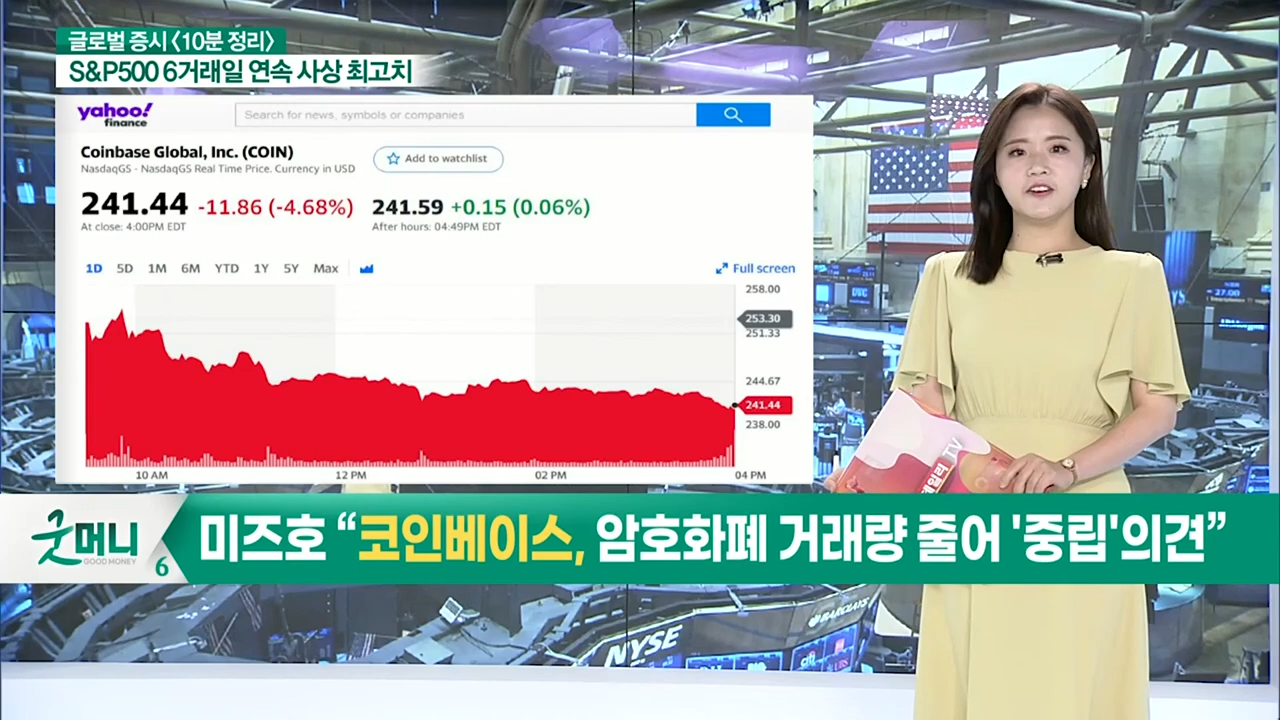 글로벌 증시 <10분 정리>
S&P500 6거래일 연속 사상 최고치
yahoo!
finance
Search for news, symbols or companies
Coinbase Global, Inc. (COIN)
Add to watchlist
NasdaqGS - NasdaqGS Real Time Price. Currency in USD
241.44 -11.86 (-4.68%) 241.59 +0.15 (0.06%)
At close: 4:00PM EDT After hours: 04:49PM EDT
1D 5D 1M 6M YTD 1Y 5Y Max Full screen
258.00
253.30
251.33
244.67
241.44
238.00
10 AM 12 PM 02 PM 04 PM
굿머니
GOOD MONEY
6
미즈호 “코인베이스, 암호화폐 거래량 줄어 '중립'의견”
NYSE
BARCLAYS
citi
UBS